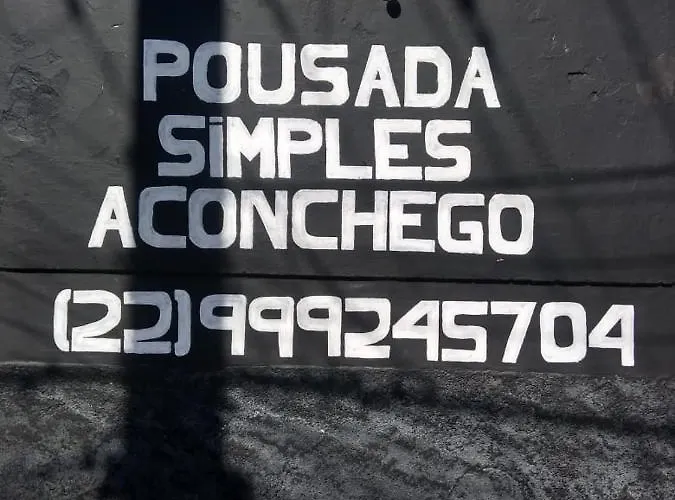 POUSADA
SiMPLES
ACONCHEGO
(22) 999245704